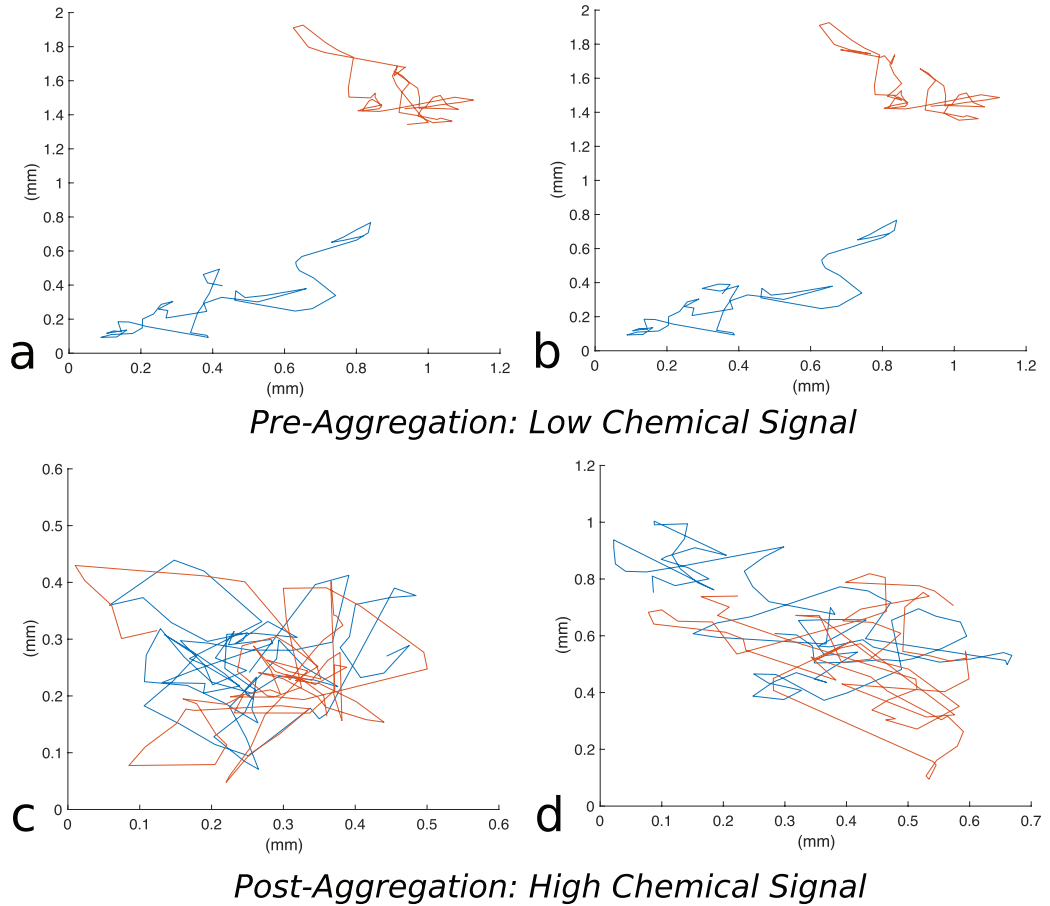 2
1.8
1.6
1.4
1.2
1
0.8
0.6
0.4
0.2
0
(mm)
0 0.2 0.4 0.6 0.8 1 1.2
(mm)
a
2
1.8
1.6
1.4
1.2
1
0.8
0.6
0.4
0.2
0
(mm)
0 0.2 0.4 0.6 0.8 1 1.2
(mm)
b
Pre-Aggregation: Low Chemical Signal
0.6
0.5
0.4
0.3
0.2
0.1
0
(mm)
0 0.1 0.2 0.3 0.4 0.5 0.6
(mm)
c
1.2
1
0.8
0.6
0.4
0.2
0
(mm)
0 0.1 0.2 0.3 0.4 0.5 0.6 0.7
(mm)
d
Post-Aggregation: High Chemical Signal